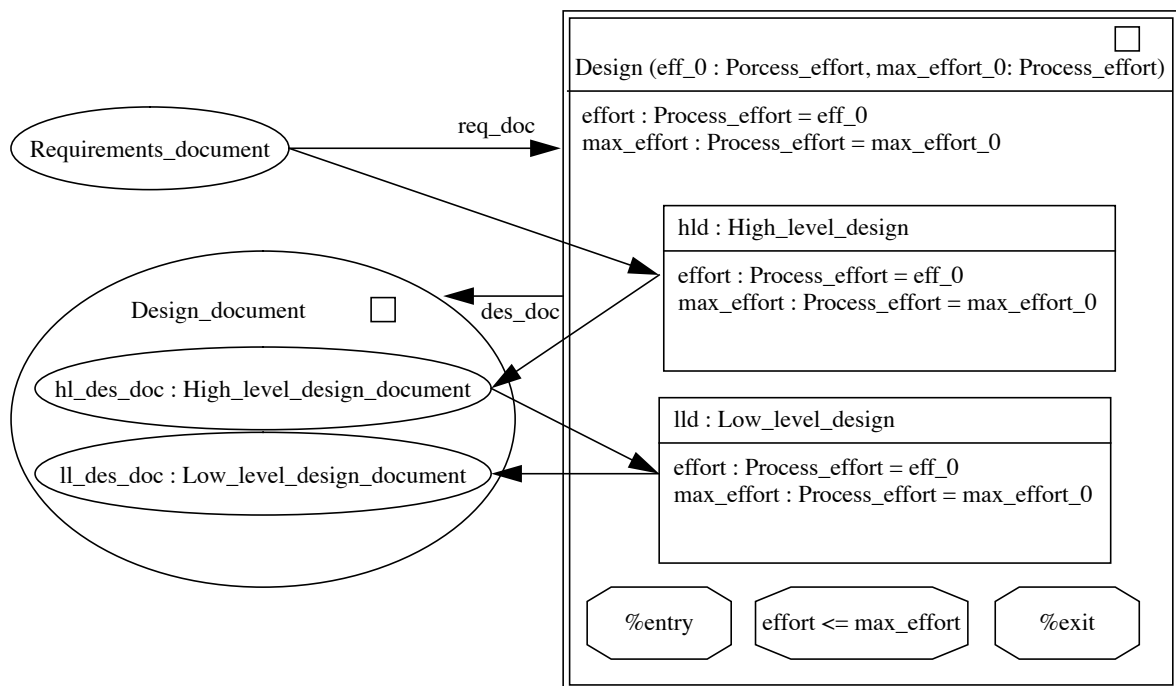 Design (eff_0 : Porcess_effort, max_effort_0: Process_effort)
effort : Process_effort = eff_0
max_effort : Process_effort = max_effort_0
req_doc
Requirements_document
hld : High_level_design
effort : Process_effort = eff_0
max_effort : Process_effort = max_effort_0
Design_document
des_doc
hl_des_doc : High_level_design_document
lld : Low_level_design
effort : Process_effort = eff_0
max_effort : Process_effort = max_effort_0
ll_des_doc : Low_level_design_document
%entry
effort <= max_effort
%exit